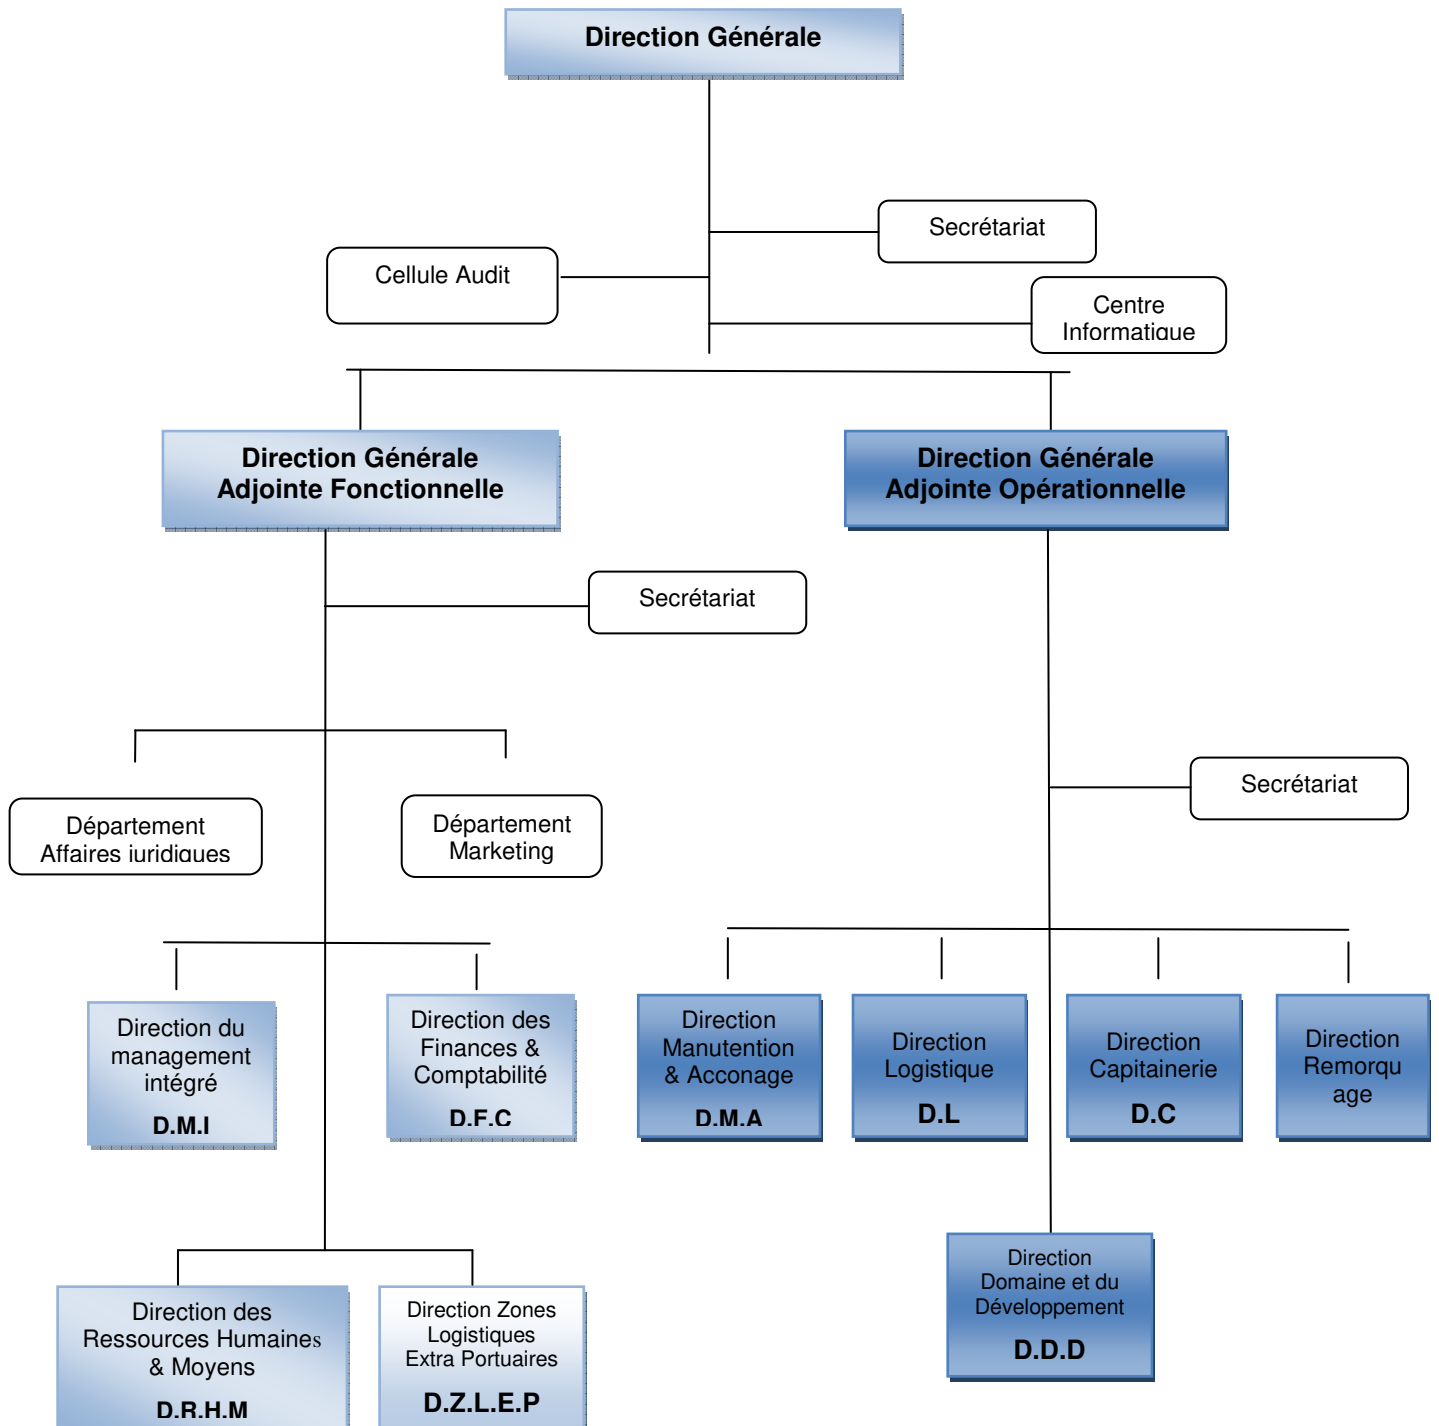 Direction Générale
Secrétariat
Cellule Audit
Centre
Informatique
Direction Générale
Adjointe Fonctionnelle
Direction Générale
Adjointe Opérationnelle
Secrétariat
Secrétariat
Département
Affaires juridiques
Département
Marketing
Direction du
management
intégré
D.M.I
Direction des
Finances &
Comptabilité
D.F.C
Direction
Manutention
& Acconage
D.M.A
Direction
Logistique
D.L
Direction
Capitainerie
D.C
Direction
Remorqu
age
Direction des
Ressources Humaines
& Moyens
D.R.H.M
Direction Zones
Logistiques
Extra Portuaires
D.Z.L.E.P
Direction
Domaine et du
Développement
D.D.D